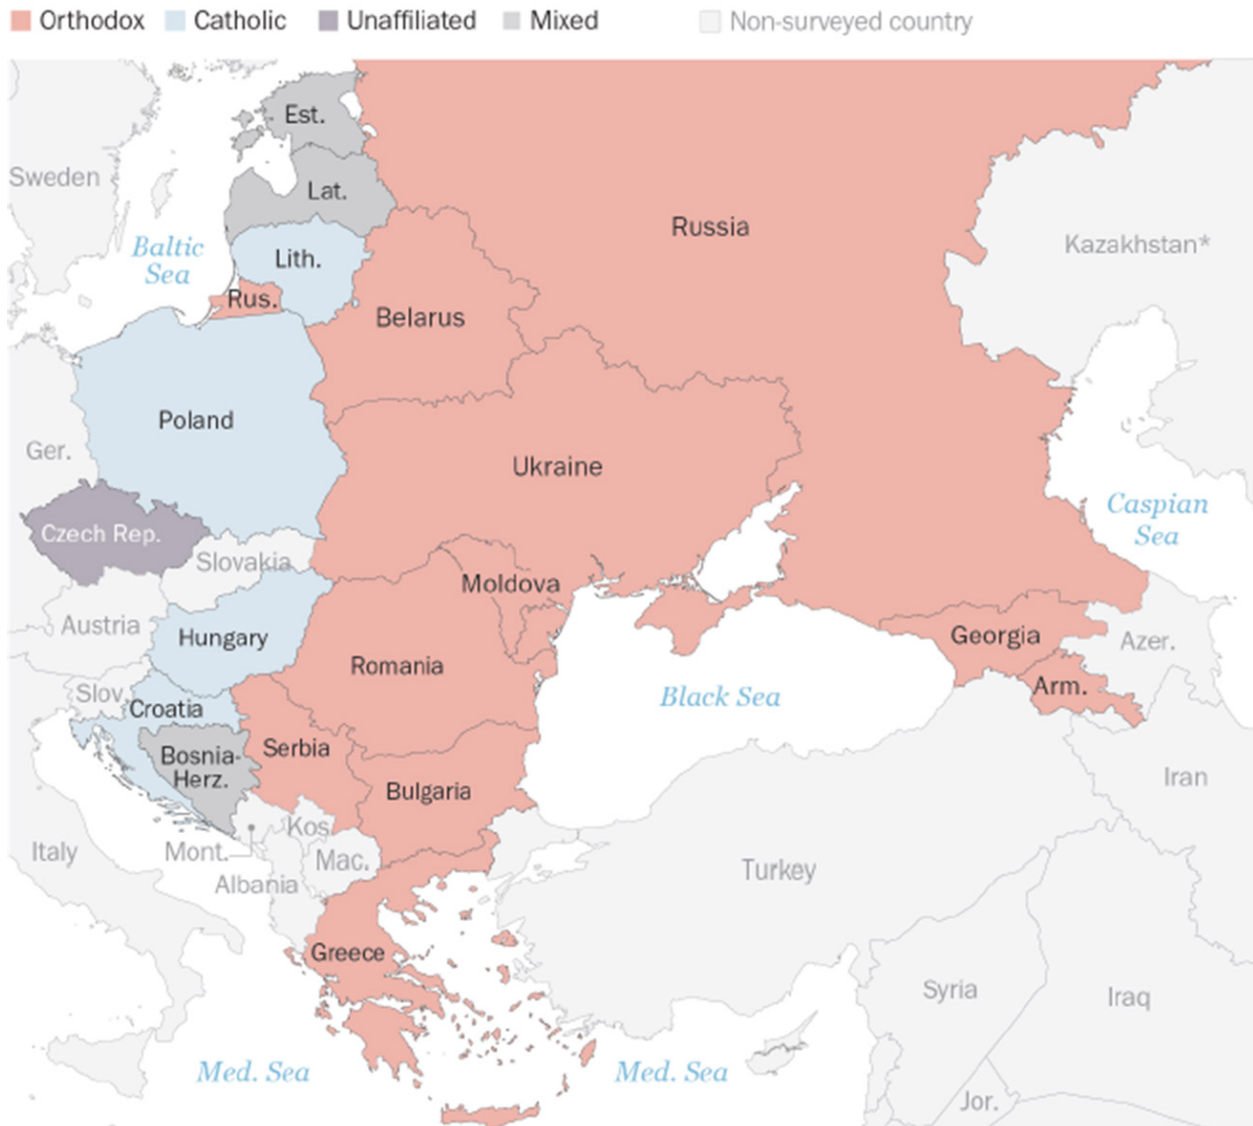 Orthodox Catholic Unaffiliated Mixed Non-surveyed country
Est.
Sweden
Lat.
Russia
Baltic
Sea
Kazakhstan*
Lith.
Rus.
Belarus
Poland
Ger.
Ukraine
Caspian
Sea
Czech Rep.
Slovakia
Moldova
Austria
Hungary
Georgia
Azer.
Romania
Arm.
Slov.
Croatia
Black Sea
Bosnia-
Herz.
Serbia
Bulgaria
Iran
Kos.
Italy
Mont.
Mac.
Albania
Turkey
Greece
Syria
Iraq
Med. Sea
Med. Sea
Jor.